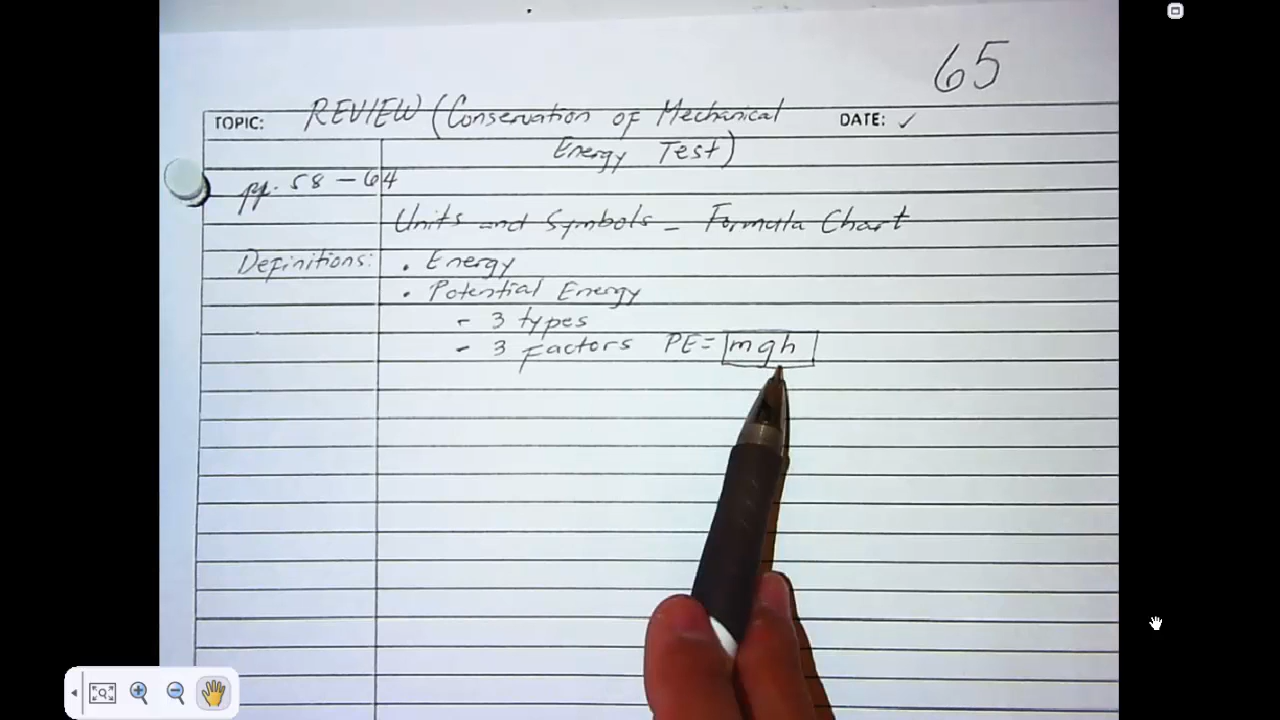 65
TOPIC: REVIEW (Conservation of Mechanical DATE: ✓
Energy Test)
pp. 58 - 64
Units and Symbols - Formula Chart
Definitions: • Energy
• Potential Energy
- 3 types
- 3 Factors PE = mgh